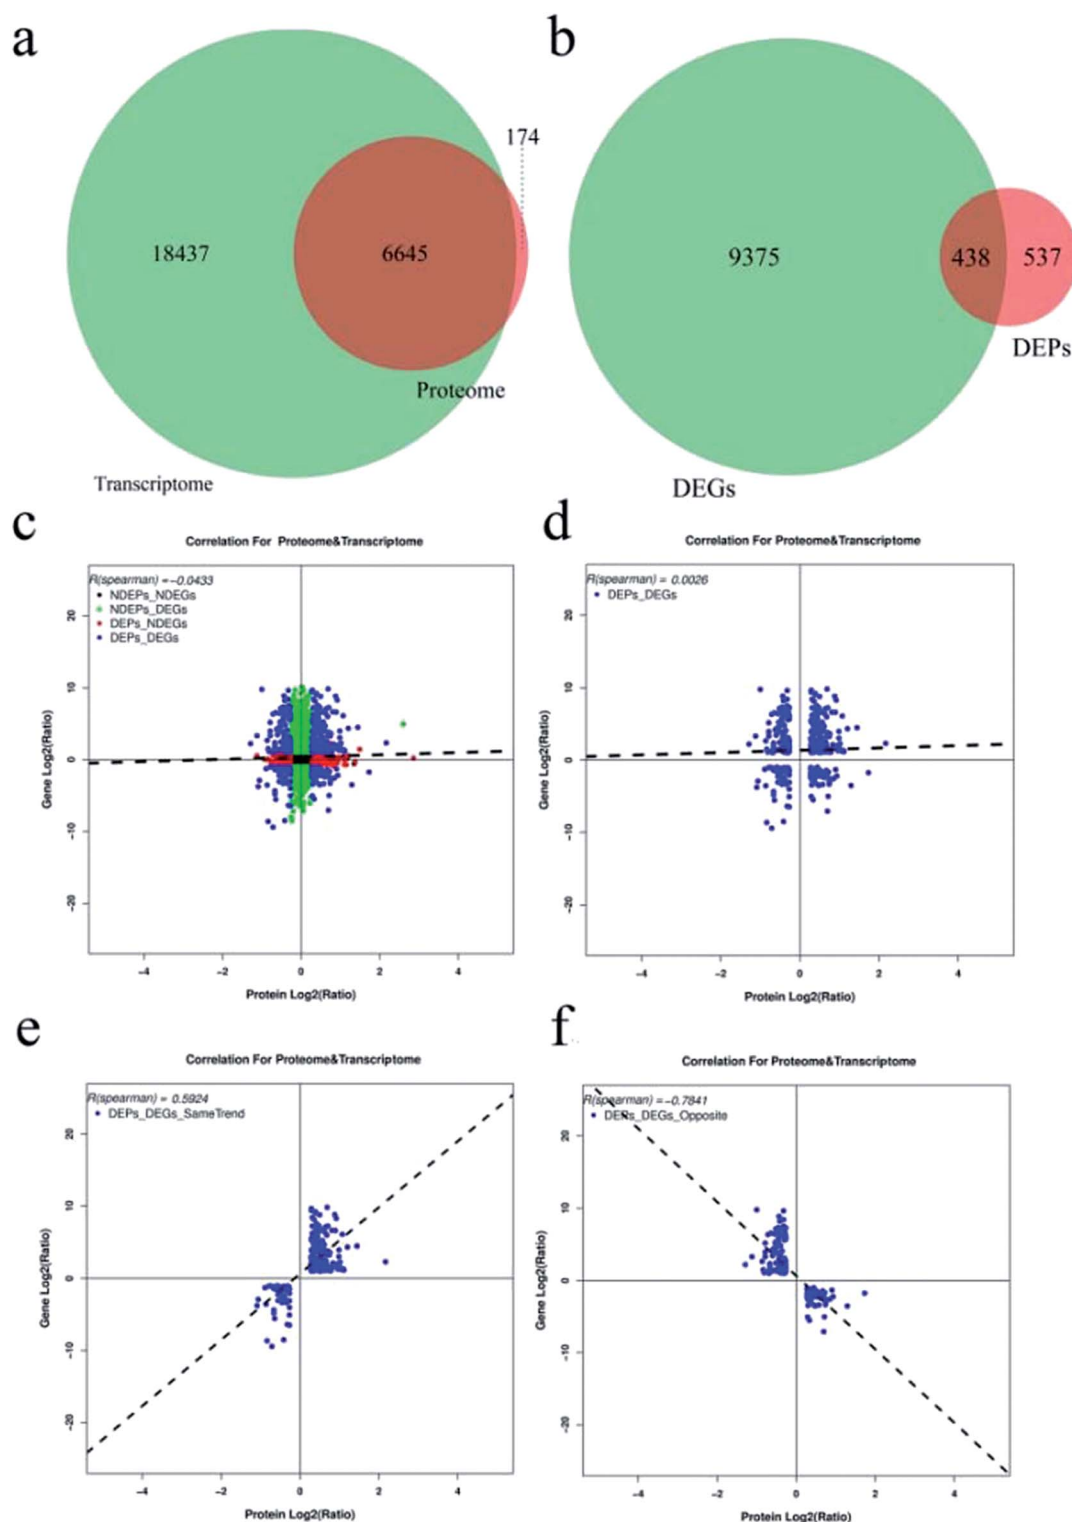 a
b
174
18437
6645
9375
438
537
DEPs
Proteome
Transcriptome
DEGs
c
Correlation For Proteome&Transcriptome
R(spearman) =-0.0433
NDEPs_NDEGs
NDEPs_DEGs
DEPs_NDEGs
DEPs_DEGs
20
10
0
-10
-20
Gene Log2(Ratio)
-4 -2 0 2 4
Protein Log2(Ratio)
d
Correlation For Proteome&Transcriptome
R(spearman) = 0.0026
DEPs_DEGs
20
10
0
-10
-20
Gene Log2(Ratio)
-4 -2 0 2 4
Protein Log2(Ratio)
e
Correlation For Proteome&Transcriptome
R(spearman) = 0.5924
DEPs_DEGs_SameTrend
20
10
0
-10
-20
Gene Log2(Ratio)
-4 -2 0 2 4
Protein Log2(Ratio)
f
Correlation For Proteome&Transcriptome
R(spearman) =-0.7841
DEPs_DEGs_Opposite
20
10
0
-10
-20
Gene Log2(Ratio)
-4 -2 0 2 4
Protein Log2(Ratio)